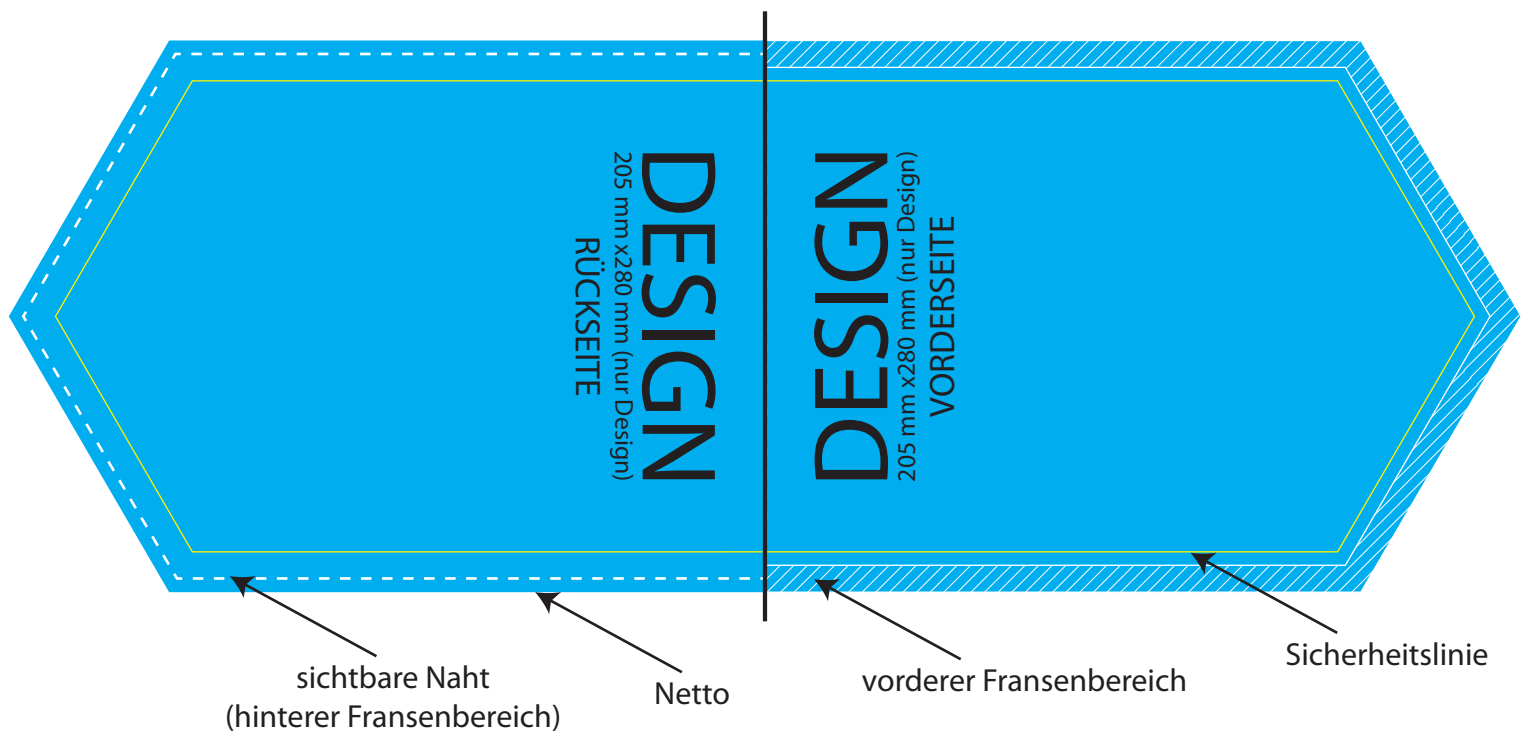 DESIGN
205 mm x280 mm (nur Design)
RÜCKSEITE
DESIGN
205 mm x280 mm (nur Design)
VORDERSEITE
sichtbare Naht
(hinterer Fransenbereich)
Netto
vorderer Fransenbereich
Sicherheitslinie